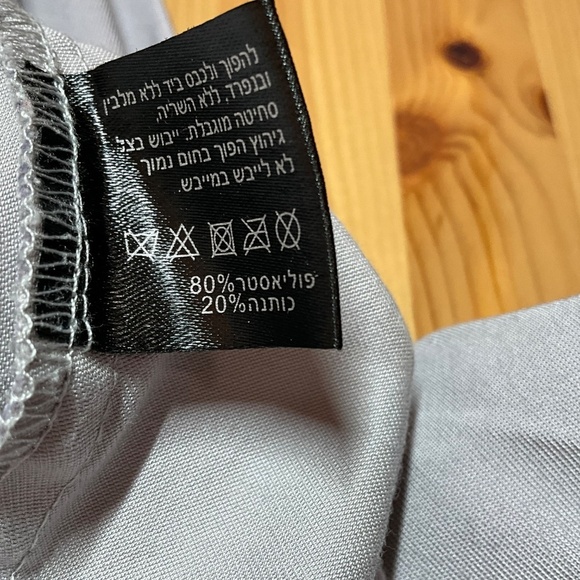 להפוך ולכבס ביד ללא מלבין
ובנפרד, ללא השריה,
סחיטה מוגבלת. ייבוש בצל
גיהוץ הפוך בחום נמוך
לא לייבש במייבש.
פוליאסטר 80%
כותנה 20%